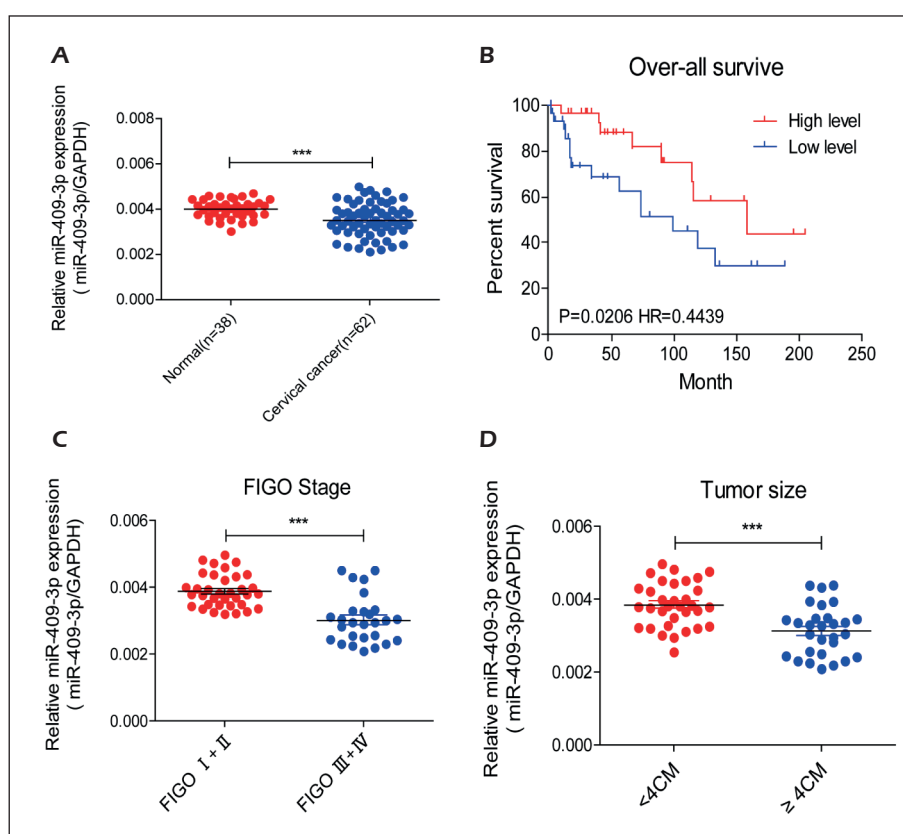 A
Relative miR-409-3p expression
( miR-409-3p/GAPDH)
0.008
0.006
0.004
0.002
0.000
***
Normal(n=38)
Cervical cancer(n=62)
B
Over-all survive
Percent survival
100
80
60
40
20
0
High level
Low level
P=0.0206 HR=0.4439
0 50 100 150 200 250
Month
C
FIGO Stage
Relative miR-409-3p expression
( miR-409-3p/GAPDH)
0.006
0.004
0.002
0.000
***
FIGO Ⅰ+Ⅱ
FIGO Ⅲ+Ⅳ
D
Tumor size
Relative miR-409-3p expression
( miR-409-3p/GAPDH)
0.006
0.004
0.002
0.000
***
<4CM
≥ 4CM